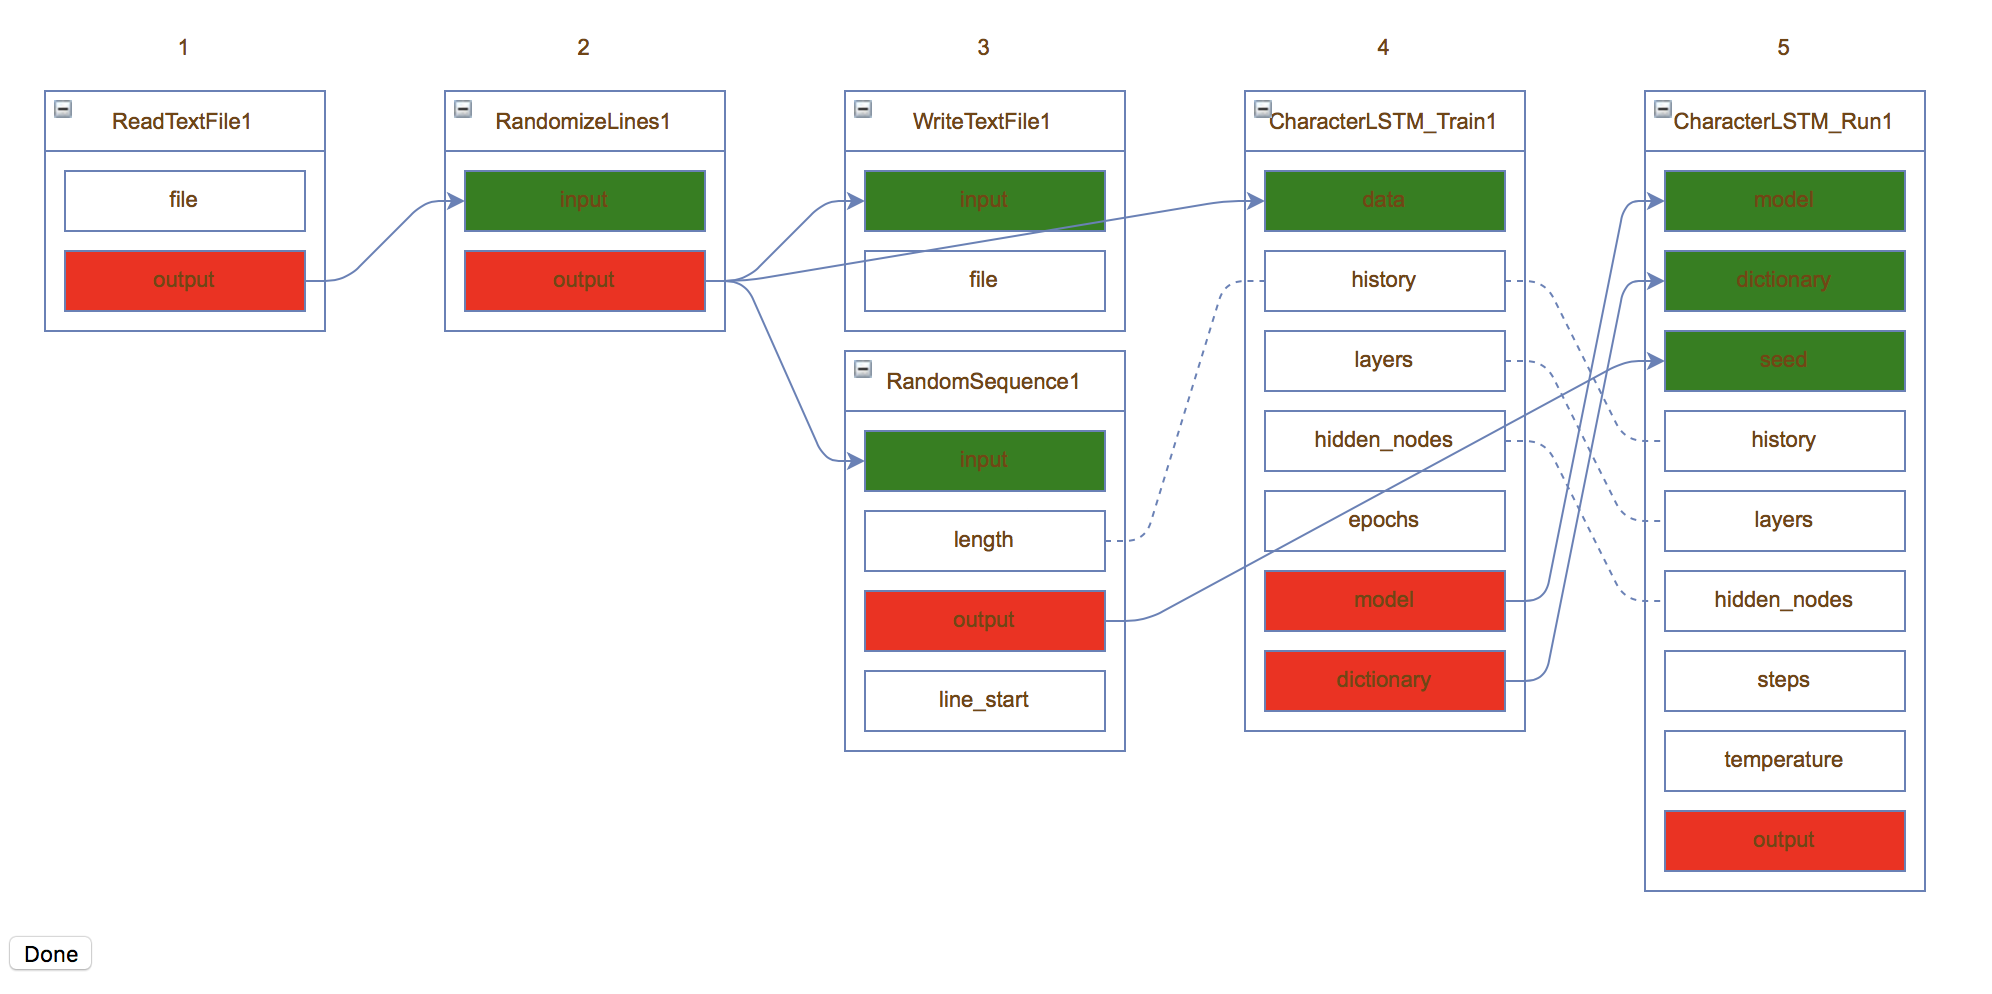 1
2
3
4
5
ReadTextFile1
file
output
RandomizeLines1
input
output
WriteTextFile1
input
file
RandomSequence1
input
length
output
line_start
CharacterLSTM_Train1
data
history
layers
hidden_nodes
epochs
model
dictionary
CharacterLSTM_Run1
model
dictionary
seed
history
layers
hidden_nodes
steps
temperature
output
Done